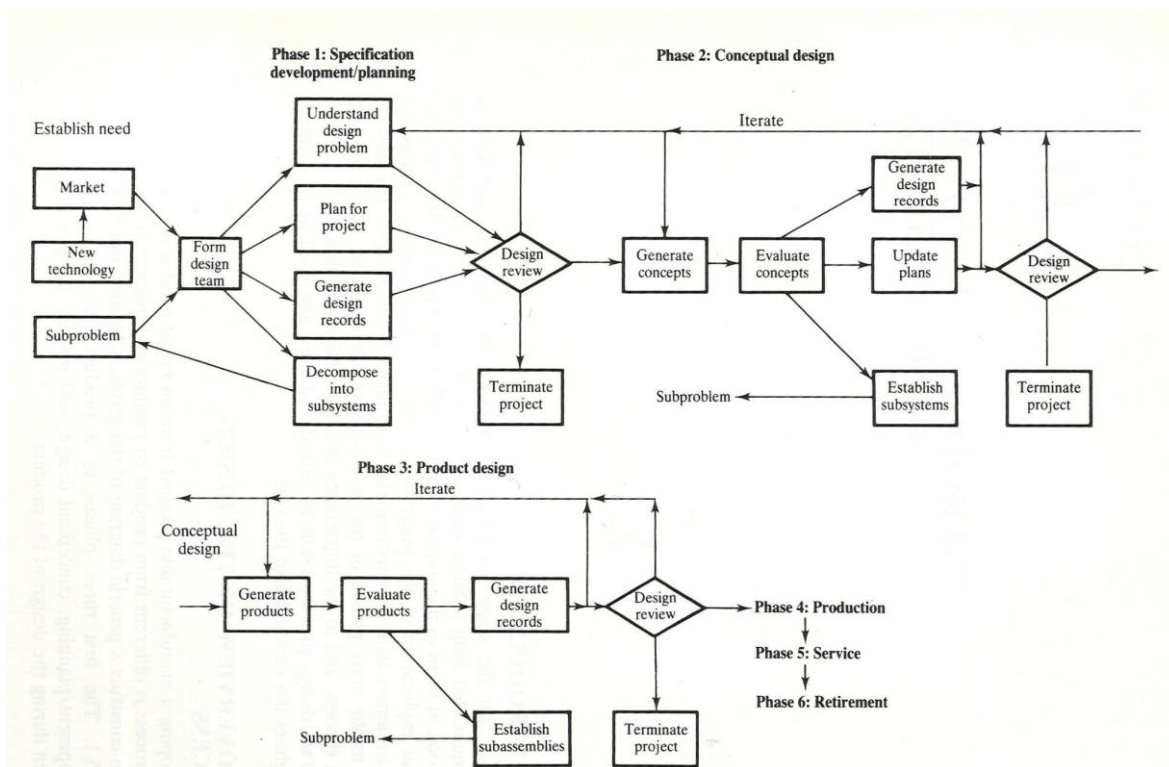 Phase 1: Specification
development/planning
Phase 2: Conceptual design
Establish need
Understand
design
problem
Iterate
Market
Plan for
project
Generate
design
records
New
technology
Form
design
team
Design
review
Generate
concepts
Evaluate
concepts
Update
plans
Design
review
Generate
design
records
Subproblem
Decompose
into
subsystems
Terminate
project
Subproblem
Establish
subsystems
Terminate
project
Phase 3: Product design
Iterate
Conceptual
design
Generate
products
Evaluate
products
Generate
design
records
Design
review
Phase 4: Production
Phase 5: Service
Phase 6: Retirement
Subproblem
Establish
subassemblies
Terminate
project